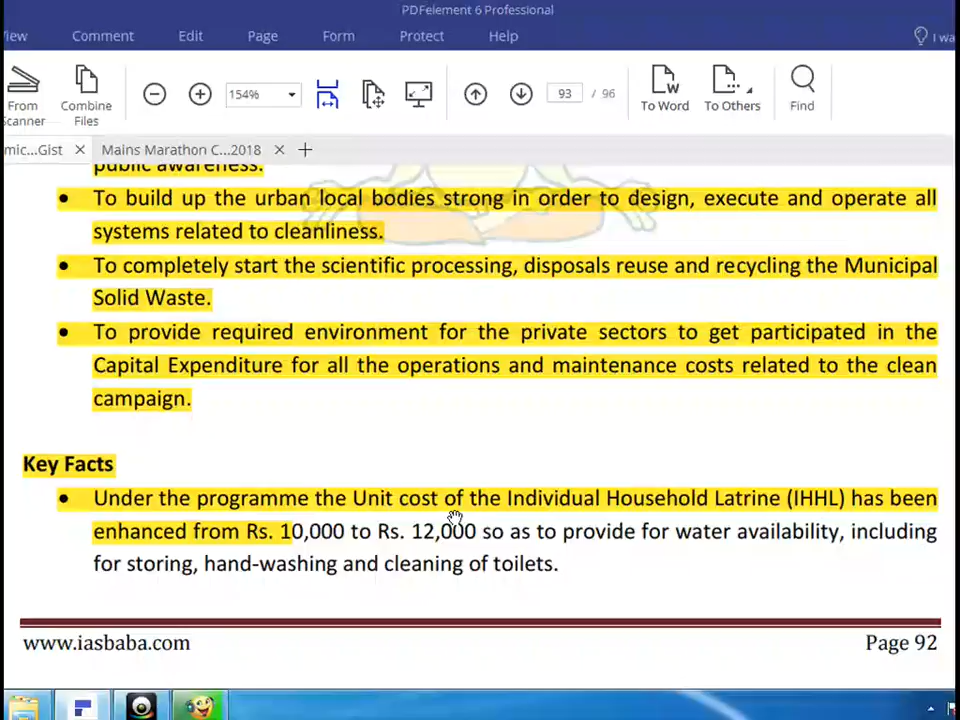 PDFelement 6 Professional
View Comment Edit Page Form Protect Help I wa
From Scanner
Combine Files
154%
93 / 96
To Word
To Others
Find
mic...Gist × Mains Marathon C...2018 × +
public awareness.
• To build up the urban local bodies strong in order to design, execute and operate all
systems related to cleanliness.
• To completely start the scientific processing, disposals reuse and recycling the Municipal
Solid Waste.
• To provide required environment for the private sectors to get participated in the
Capital Expenditure for all the operations and maintenance costs related to the clean
campaign.
Key Facts
• Under the programme the Unit cost of the Individual Household Latrine (IHHL) has been
enhanced from Rs. 10,000 to Rs. 12,000 so as to provide for water availability, including
for storing, hand-washing and cleaning of toilets.
www.iasbaba.com Page 92